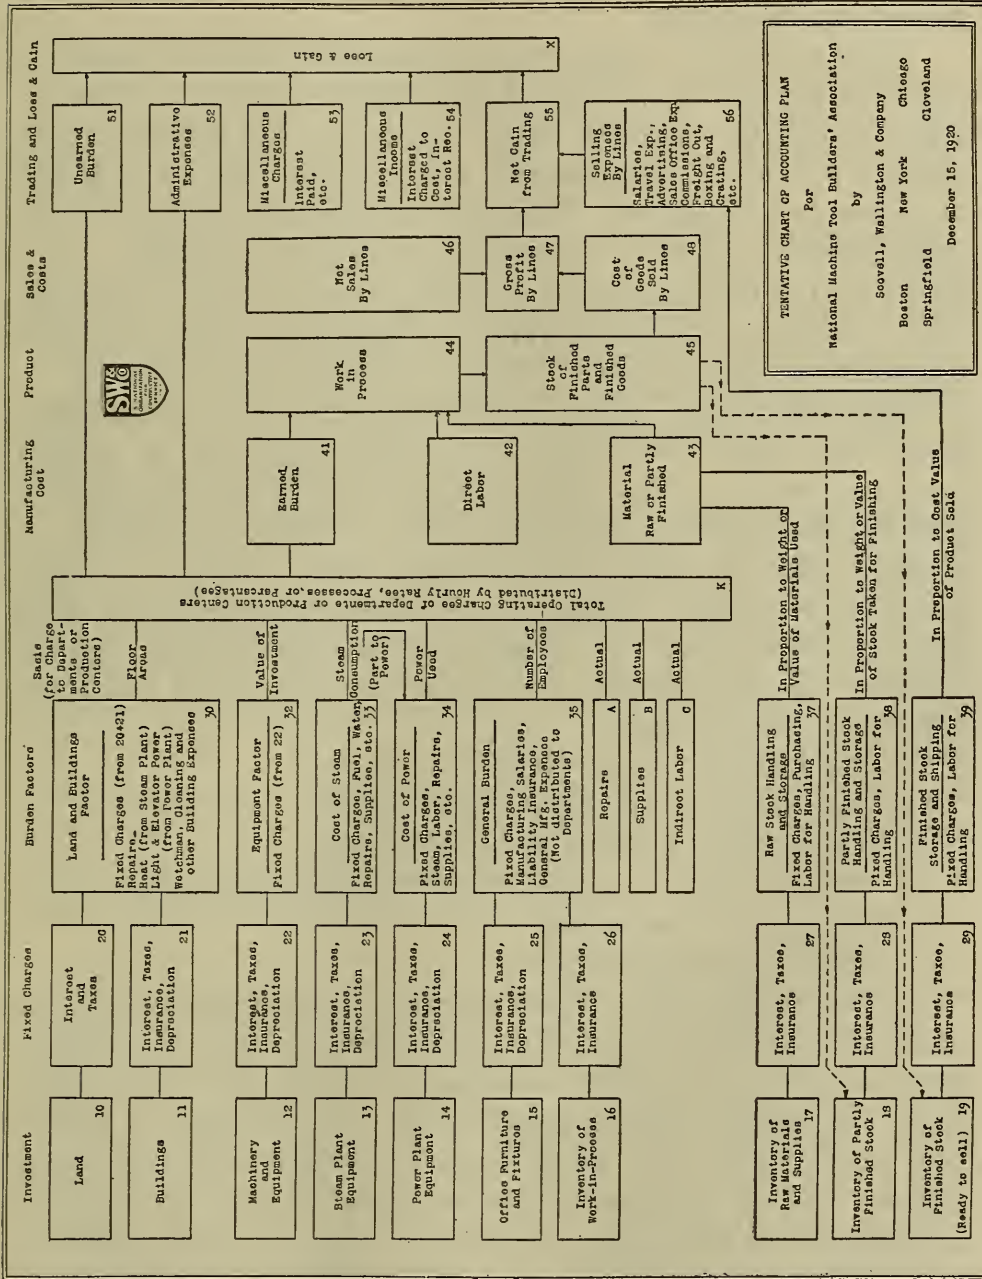 Investment
Fixed Charges
Burden Factors
Basis
(for Charge
to Depart-
ments or
Production
Centers)
Manufacturing
Cost
Product
Sales &
Costs
Trading and Loss & Gain
Land
10
Buildings
11
Machinery
and
Equipment
12
Steam Plant
Equipment
13
Power Plant
Equipment
14
Office Furniture
and Fixtures
15
Inventory of
Work-in-Process
16
Inventory of
Raw Materials
and Supplies
17
Inventory of Partly
Finished Stock
18
Inventory of
Finished Stock
(Ready to sell) 19
Interest
and
Taxes
20
Interest, Taxes,
Insurance,
Depreciation
21
Interest, Taxes,
Insurance,
Depreciation
22
Interest, Taxes,
Insurance,
Depreciation
23
Interest, Taxes,
Insurance,
Depreciation
24
Interest, Taxes,
Insurance,
Depreciation
25
Interest, Taxes,
Insurance
26
Interest, Taxes,
Insurance
27
Interest, Taxes,
Insurance
28
Interest, Taxes,
Insurance
29
Land and Buildings
Factor
Fixed Charges (from 20+21)
Repairs-
Heat (from Steam Plant)
Light & Elevator Power
(from Power Plant)
Watchman, Cleaning and
other Building Expenses
30
Equipment Factor
Fixed Charges (from 22)
32
Cost of Steam
Fixed Charges, Fuel, Water,
Repairs, Supplies, etc. 33
Cost of Power
Fixed Charges,
Steam, Labor, Repairs,
Supplies, etc.
34
General Burden
Fixed Charges,
Manufacturing Salaries,
Liability Insurance,
General Mfg. Expense
(Not distributed to
Departments)
35
Repairs
A
Supplies
B
Indirect Labor
C
Raw Stock Handling
and Storage
Fixed Charges, Purchasing,
Labor for Handling
37
Partly Finished Stock
Handling and Storage
Fixed Charges, Labor for
Handling
38
Finished Stock
Storage and Shipping
Fixed Charges, Labor for
Handling
39
Floor
Areas
Value of
Investment
Steam
Consumption
(Part to
Power)
Power
Used
Number of
Employees
Actual
Actual
Actual
In Proportion to Weight or
Value of Materials Used
In Proportion to Weight or Value
of Stock Taken for Finishing
In Proportion to Cost Value
of Product Sold
Total Operating Charges of Departments or Production Centers
(Distributed by Hourly Rates, Processes, or Percentages)
K
Earned
Burden
41
Direct
Labor
42
Material
Raw or Partly
Finished
43
SW&Co
A NATIONAL
ORGANIZATION
FOR
CONSTRUCTIVE
Work
in
Process
44
Stock
of
Finished
Parts
and
Finished
Goods
45
Net
Sales
By Lines
46
Gross
Profit
By Lines
47
Cost
of
Goods
Sold
By Lines
48
Unearned
Burden
51
Administrative
Expenses
52
Miscellaneous
Charges
Interest
Paid,
etc.
53
Miscellaneous
Income
Interest
Charged to
Cost, In-
terest Rec. 54
Net Gain
from Trading
55
Selling
Expenses
By Lines
Salaries,
Travel Exp.,
Advertising,
Sales Office Exp.
Commissions,
Freight Out,
Boxing and
Crating,
etc.
56
Loss & Gain
X
TENTATIVE CHART OF ACCOUNTING PLAN
For
National Machine Tool Builders' Association
by
Scovell, Wellington & Company
Boston New York Chicago
Springfield Cleveland
December 15, 1920